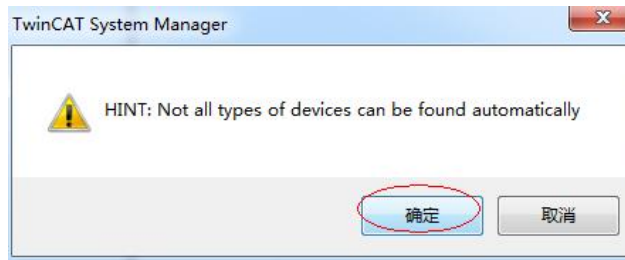 TwinCAT System Manager
HINT: Not all types of devices can be found automatically
确定
取消